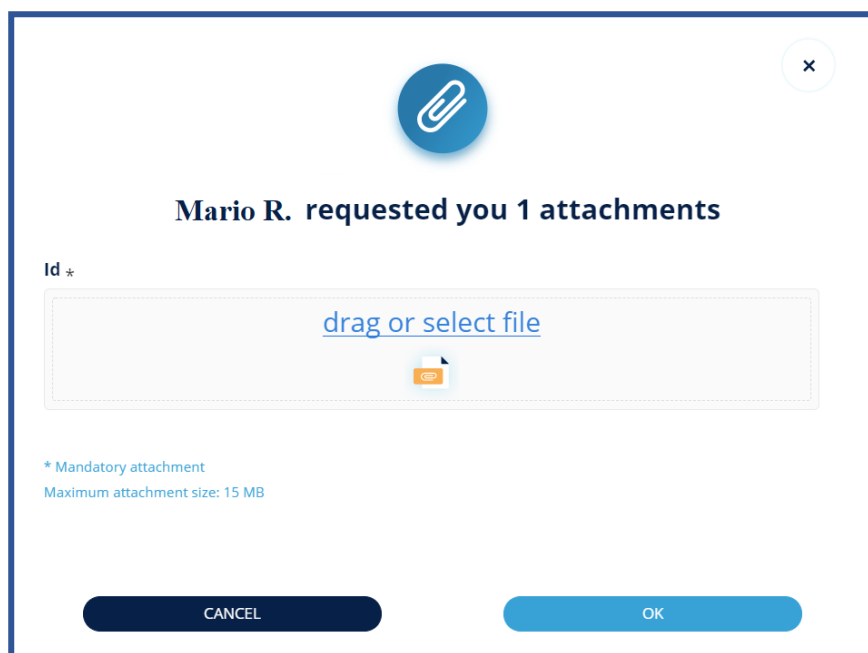 ×
Mario R. requested you 1 attachments
Id *
drag or select file
* Mandatory attachment
Maximum attachment size: 15 MB
CANCEL OK